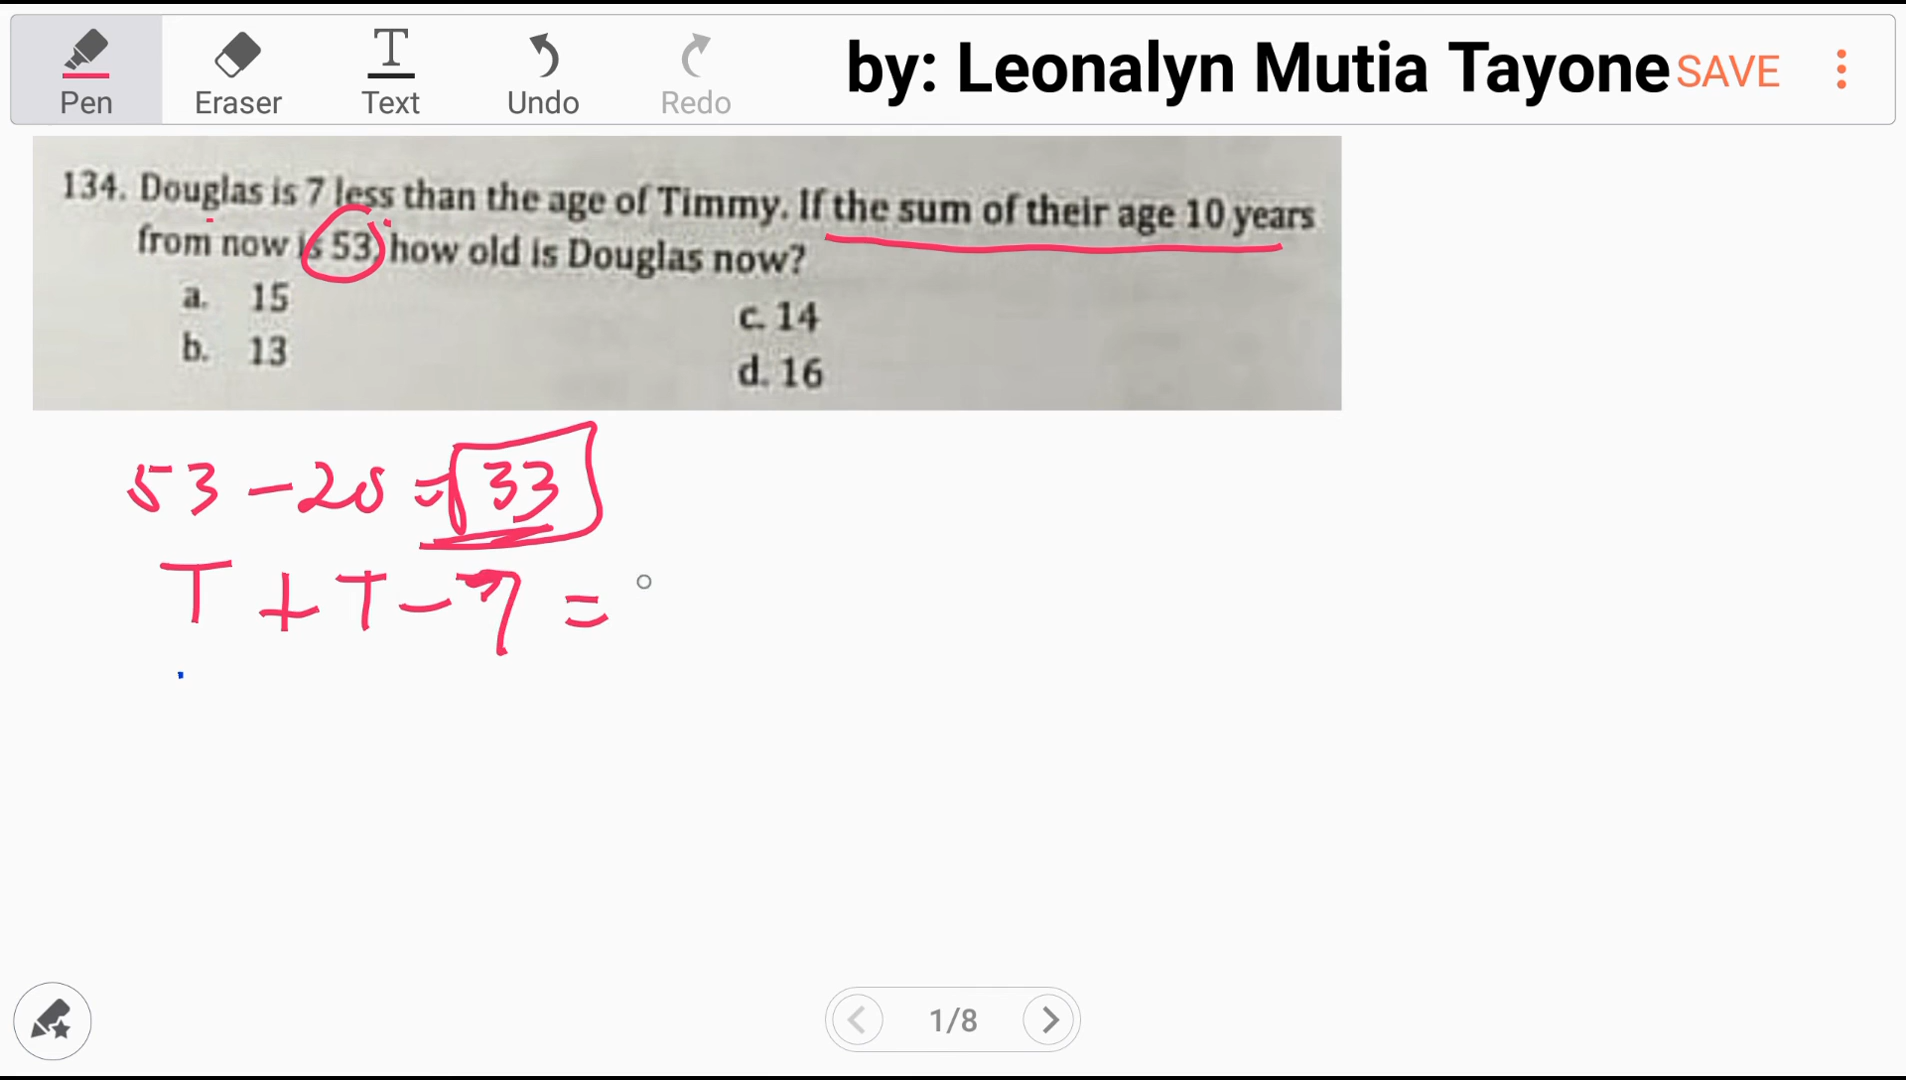 Pen
Eraser
Text
Undo
Redo
by: Leonalyn Mutia Tayone
SAVE
134. Douglas is 7 less than the age of Timmy. If the sum of their age 10 years
from now is 53, how old is Douglas now?
a. 15
b. 13
c. 14
d. 16
53 - 20 = 33
T + T - 7 =
1/8